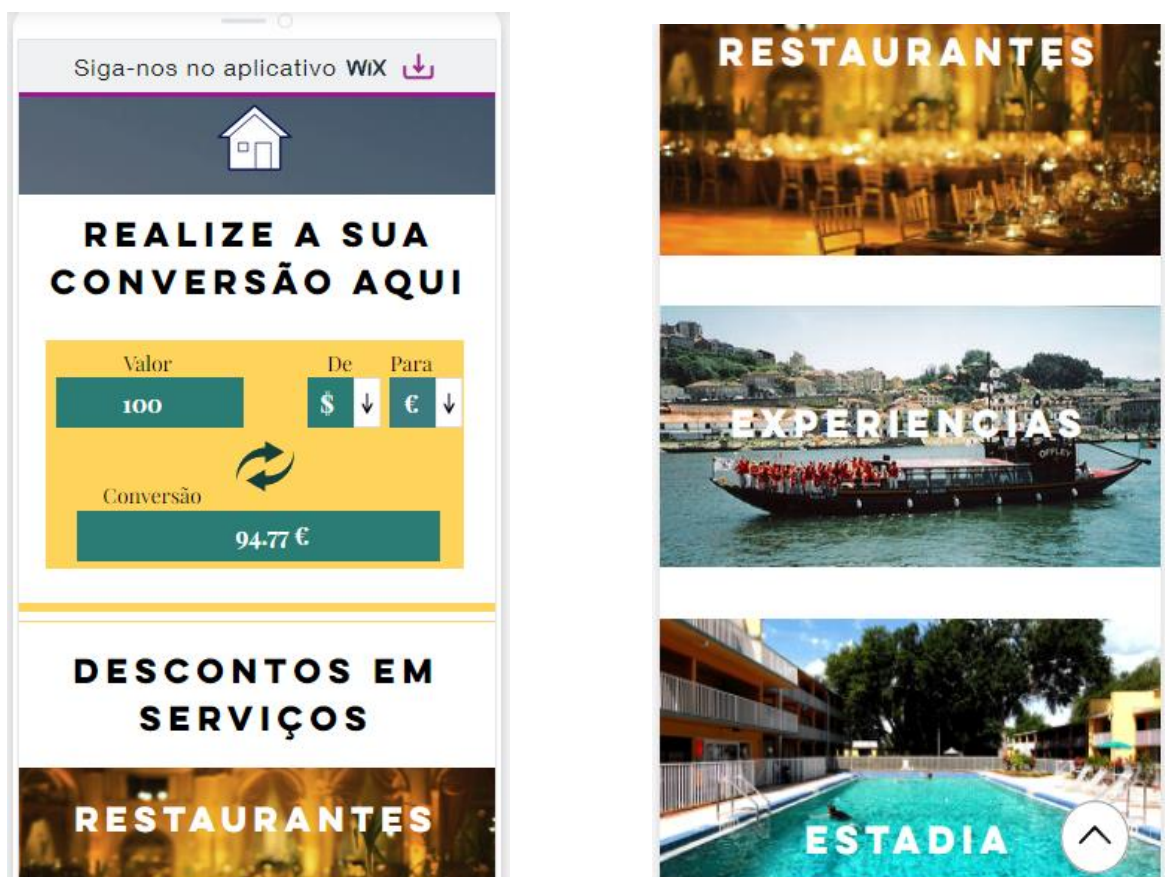 Siga-nos no aplicativo WiX
REALIZE A SUA
CONVERSÃO AQUI
Valor De Para
100 $ €
Conversão
94.77 €
DESCONTOS EM
SERVIÇOS
RESTAURANTES
RESTAURANTES
EXPERIENCIAS
OFFLEY
ESTADIA